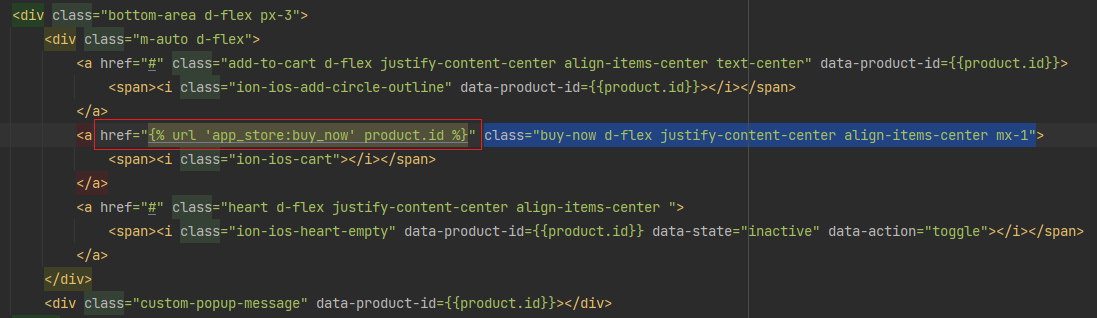 <div class="bottom-area d-flex px-3">
<div class="m-auto d-flex">
<a href="#" class="add-to-cart d-flex justify-content-center align-items-center text-center" data-product-id={{product.id}}>
<span><i class="ion-ios-add-circle-outline" data-product-id={{product.id}}></i></span>
</a>
<a href="{% url 'app_store:buy_now' product.id %}" class="buy-now d-flex justify-content-center align-items-center mx-1">
<span><i class="ion-ios-cart"></i></span>
</a>
<a href="#" class="heart d-flex justify-content-center align-items-center ">
<span><i class="ion-ios-heart-empty" data-product-id={{product.id}} data-state="inactive" data-action="toggle"></i></span>
</a>
</div>
<div class="custom-popup-message" data-product-id={{product.id}}></div>